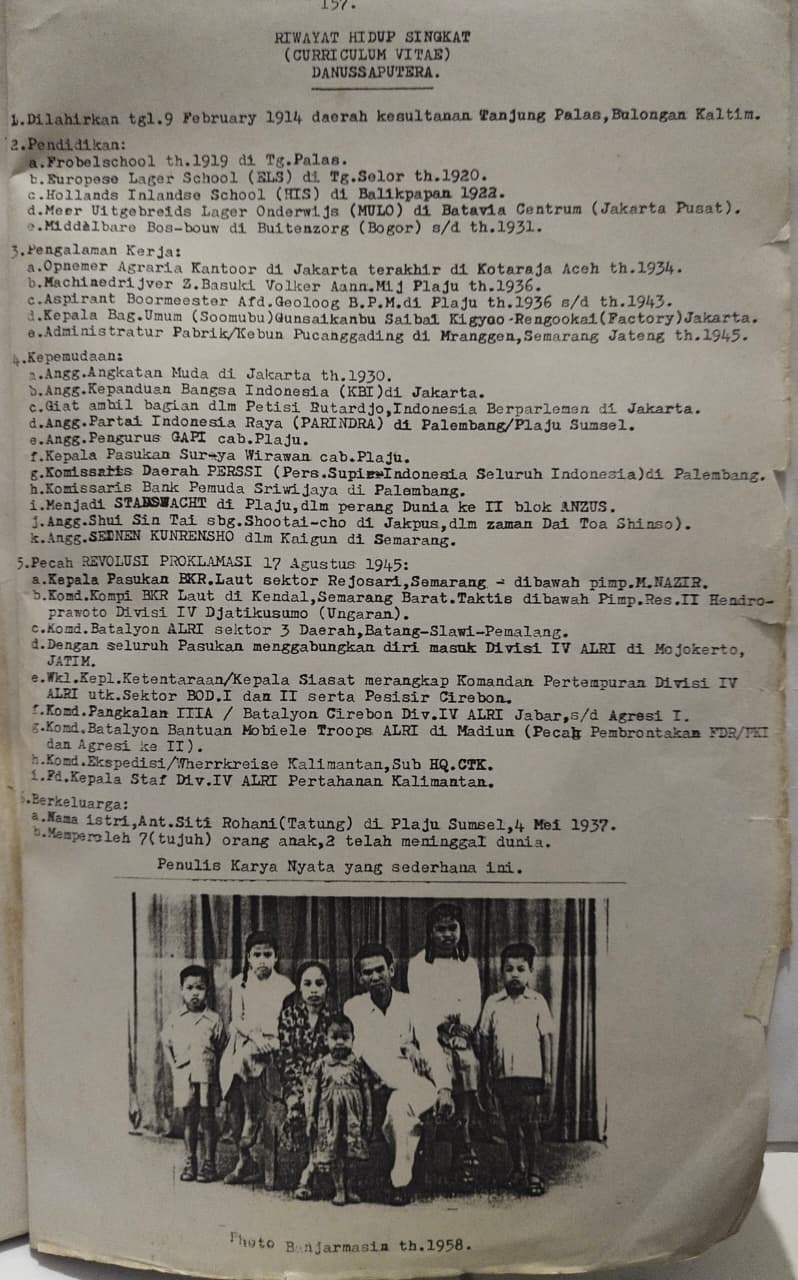 157.
RIWAYAT HIDUP SINGKAT
(CURRICULUM VITAE)
DANUSSAPUTERA.
1.Dilahirkan tgl.9 February 1914 daerah kesultanan Tanjung Palas,Bulongan Kaltim.
2.Pendidikan:
a.Frobelschool th.1919 di Tg.Palas.
b.Europese Lager School (ELS) di Tg.Selor th.1920.
c.Hollands Inlandse School (HIS) di Balikpapan 1922.
d.Meer Uitgebreids Lager Onderwijs (MULO) di Batavia Centrum (Jakarta Pusat).
e.Middelbare Bos-bouw di Buitenzorg (Bogor) s/d th.1931.
3.Pengalaman Kerja:
a.Opnemer Agraria Kantoor di Jakarta terakhir di Kotaraja Aceh th.1934.
b.Machinedrijver Z.Basuki Volker Aann.Mij Plaju th.1936.
c.Aspirant Boormeester Afd.Geoloog B.P.M.di Plaju th.1936 s/d th.1943.
d.Kepala Bag.Umum (Soomubu)Gunsaikanbu Saibai Kigyoo-Rengookai(Factory)Jakarta.
e.Administratur Pabrik/Kebun Pucanggading di Mranggen,Semarang Jateng th.1945.
4.Kepemudaan:
a.Angg.Angkatan Muda di Jakarta th.1930.
b.Angg.Kepanduan Bangsa Indonesia (KBI)di Jakarta.
c.Giat ambil bagian dlm Petisi Sutardjo,Indonesia Berparlemen di Jakarta.
d.Angg.Partai Indonesia Raya (PARINDRA) di Palembang/Plaju Sumsel.
e.Angg.Pengurus GAPI cab.Plaju.
f.Kepala Pasukan Surya Wirawan cab.Plaju.
g.Komissaris Daerah PERSSI (Pers.Supir Indonesia Seluruh Indonesia)di Palembang.
h.Komissaris Bank Pemuda Sriwijaya di Palembang.
i.Menjadi STADSWACHT di Plaju,dlm perang Dunia ke II blok ANZUS.
j.Angg.Shui Sin Tai sbg.Shootai-cho di Jakpus,dlm zaman Dai Toa Shinso).
k.Angg.SEINEN KUNRENSHO dlm Kaigun di Semarang.
5.Pecah REVOLUSI PROKLAMASI 17 Agustus 1945:
a.Kepala Pasukan BKR.Laut sektor Rejosari,Semarang - dibawah pimp.M.NAZIR.
b.Komd.Kompi BKR Laut di Kendal,Semarang Barat.Taktis dibawah Pimp.Res.II Hendro-
prawoto Divisi IV Djatikusumo (Ungaran).
c.Komd.Batalyon ALRI sektor 3 Daerah,Batang-Slawi-Pemalang.
d.Dengan seluruh Pasukan menggabungkan diri masuk Divisi IV ALRI di Mojokerto,
JATIM.
e.Wkl.Kepl.Ketentaraan/Kepala Siasat merangkap Komandan Pertempuran Divisi IV
ALRI utk.Sektor BOD.I dan II serta Pesisir Cirebon.
f.Komd.Pangkalan IIIA / Batalyon Cirebon Div.IV ALRI Jabar,s/d Agresi I.
g.Komd.Batalyon Bantuan Mobiele Troops ALRI di Madiun (Pecah Pembrontakan FDR/PKI
dan Agresi ke II).
h.Komd.Ekspedisi/Wherrkreise Kalimantan,Sub HQ.CTK.
i.Pd.Kepala Staf Div.IV ALRI Pertahanan Kalimantan.
6.Berkeluarga:
a.Nama istri,Ant.Siti Rohani(Tatung) di Plaju Sumsel,4 Mei 1937.
b.Memperoleh 7(tujuh) orang anak,2 telah meninggal dunia.
Penulis Karya Nyata yang sederhana ini.
Photo Banjarmasin th.1958.